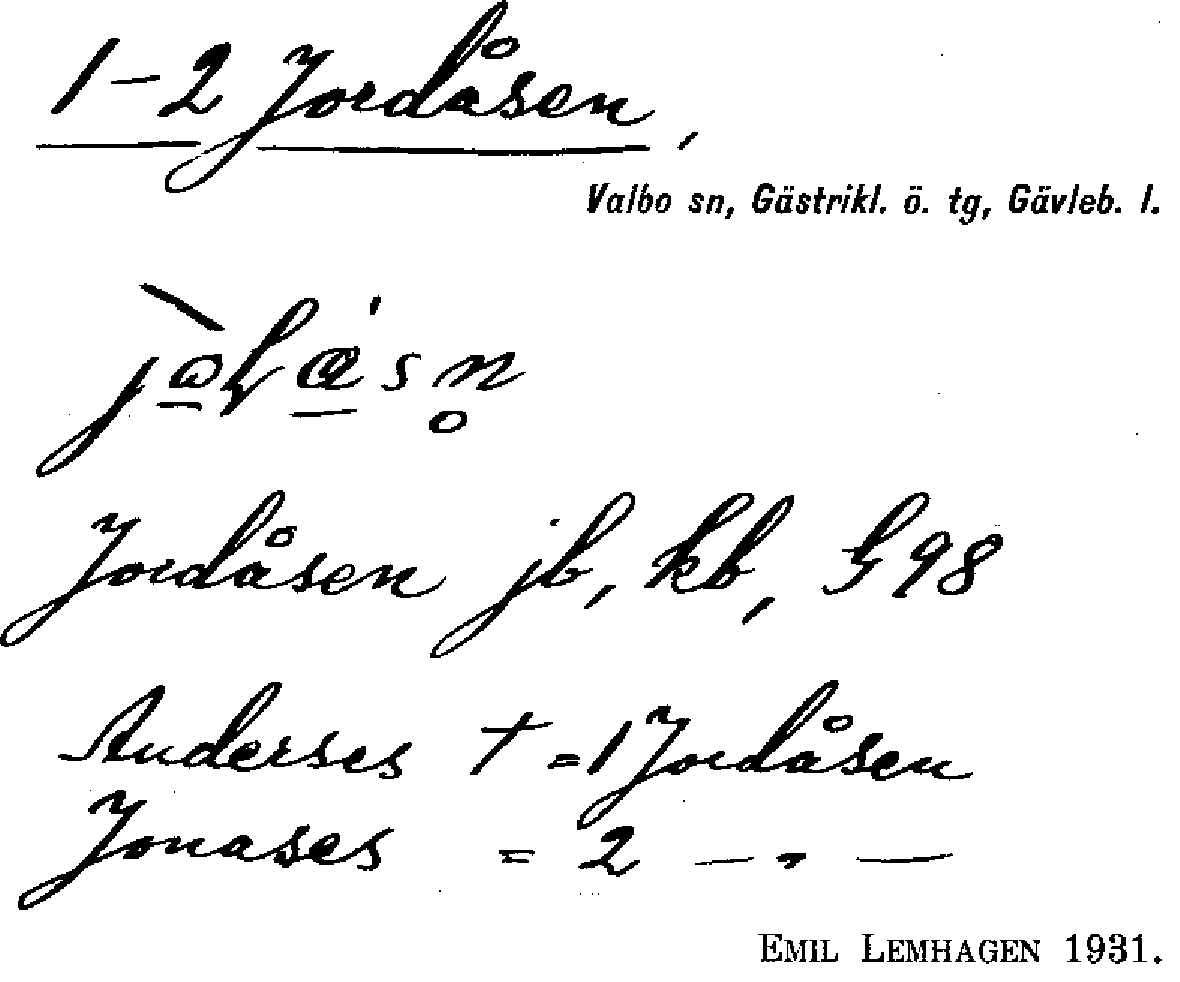 1-2 Jordåsen,
Valbo sn, Gästrikl. ö. tg, Gävleb. l.
Jordåsen jb, kb, G98
Anderses † = 1 Jordåsen
Jonases = 2 — " —
EMIL LEMHAGEN 1931.